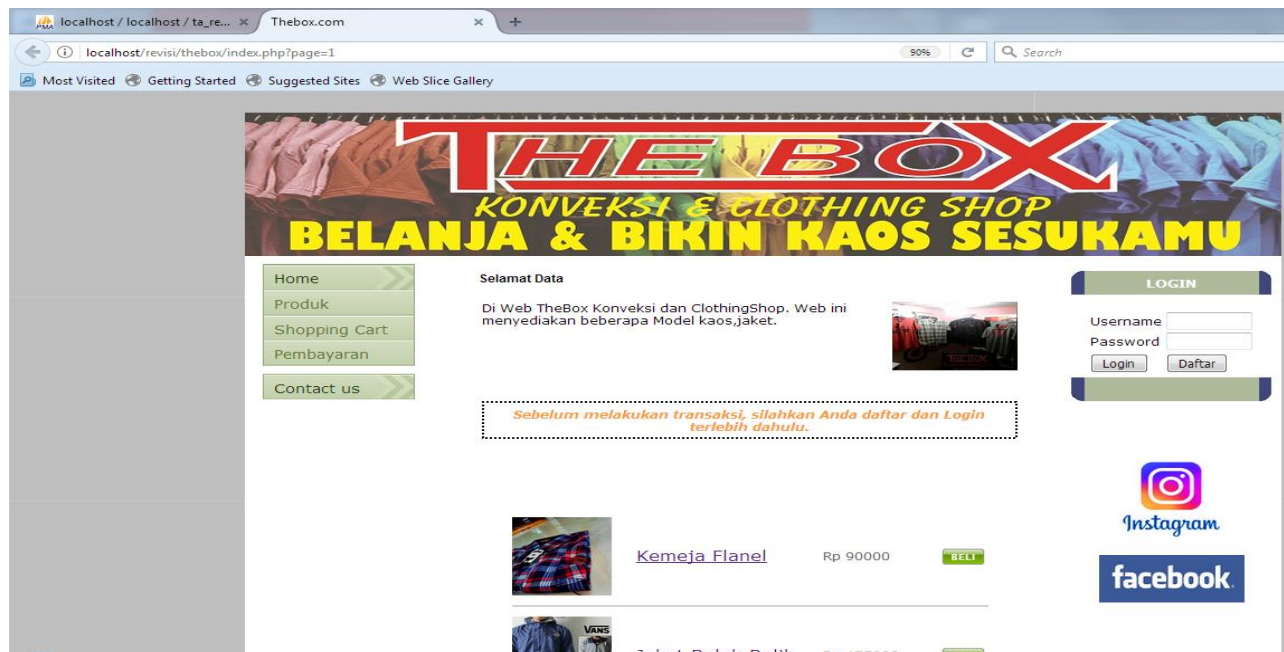 localhost / localhost / ta_re...
Thebox.com
localhost/revisi/thebox/index.php?page=1
90%
Search
Most Visited Getting Started Suggested Sites Web Slice Gallery
THE BOX
KONVEKSI & CLOTHING SHOP
BELANJA & BIKIN KAOS SESUKAMU
Home
Produk
Shopping Cart
Pembayaran
Contact us
Selamat Data
Di Web TheBox Konveksi dan ClothingShop. Web ini
menyediakan beberapa Model kaos,jaket.
THE BOX
Sebelum melakukan transaksi, silahkan Anda daftar dan Login
terlebih dahulu.
Kemeja Flanel Rp 90000 BELI
VANS
LOGIN
Username
Password
Login Daftar
Instagram
facebook.